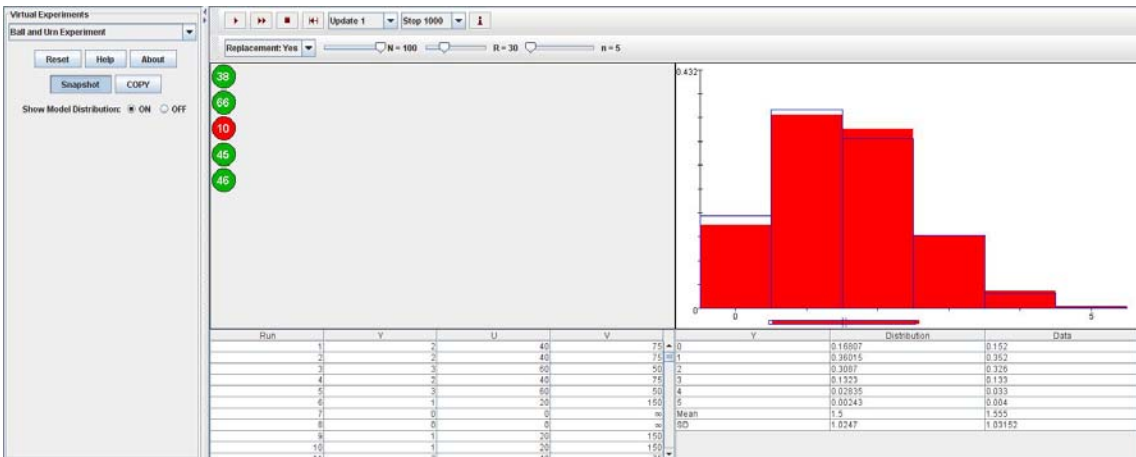 Virtual Experiments
Ball and Urn Experiment
Reset Help About
Snapshot COPY
Show Model Distribution: ON OFF
Update 1 Stop 1000
Replacement: Yes N = 100 R = 30 n = 5
38
66
10
45
46
0.432
0
0 5
Run Y U V
1 2 40 75
2 2 40 75
3 3 60 50
4 2 40 75
5 3 60 50
6 1 20 150
7 0 0 ∞
8 0 0 ∞
9 1 20 150
10 1 20 150
Y Distribution Data
0 0.16807 0.152
1 0.36015 0.352
2 0.3087 0.326
3 0.1323 0.133
4 0.02835 0.033
5 0.00243 0.004
Mean 1.5 1.555
SD 1.0247 1.03152